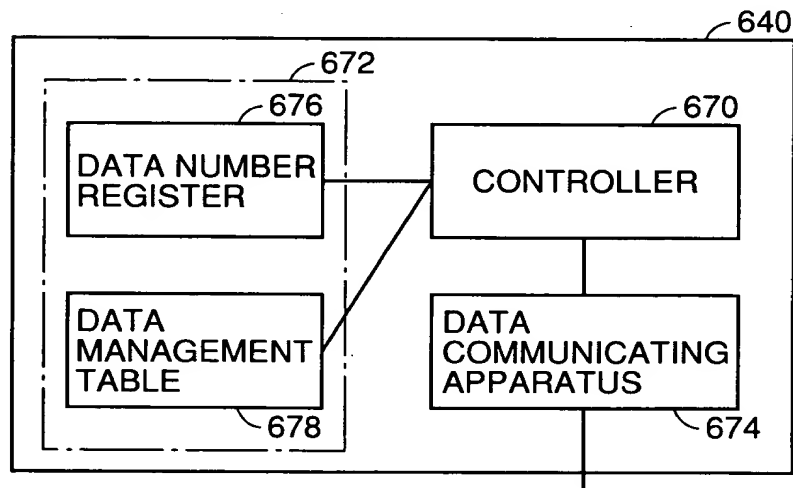 640
672
676
DATA NUMBER
REGISTER
670
CONTROLLER
DATA
MANAGEMENT
TABLE
678
DATA
COMMUNICATING
APPARATUS
674